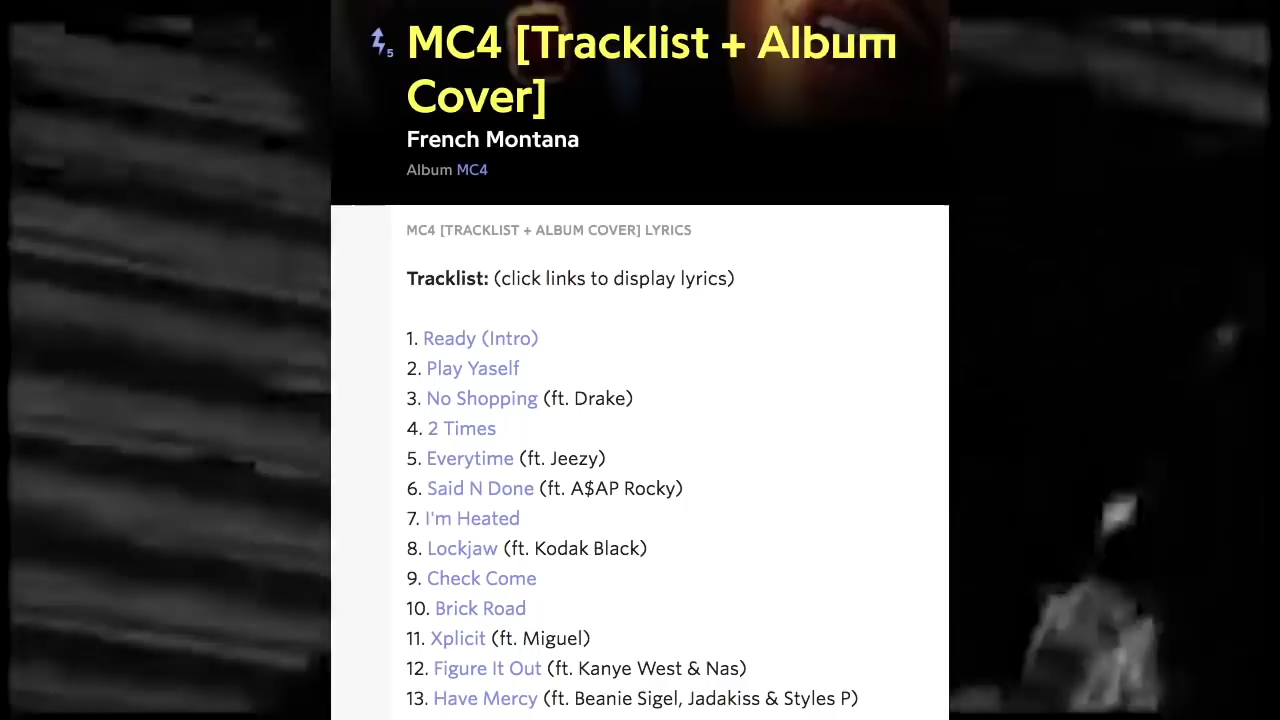 5
MC4 [Tracklist + Album
Cover]
French Montana
Album MC4
MC4 [TRACKLIST + ALBUM COVER] LYRICS
Tracklist: (click links to display lyrics)
1. Ready (Intro)
2. Play Yaself
3. No Shopping (ft. Drake)
4. 2 Times
5. Everytime (ft. Jeezy)
6. Said N Done (ft. A$AP Rocky)
7. I'm Heated
8. Lockjaw (ft. Kodak Black)
9. Check Come
10. Brick Road
11. Xplicit (ft. Miguel)
12. Figure It Out (ft. Kanye West & Nas)
13. Have Mercy (ft. Beanie Sigel, Jadakiss & Styles P)